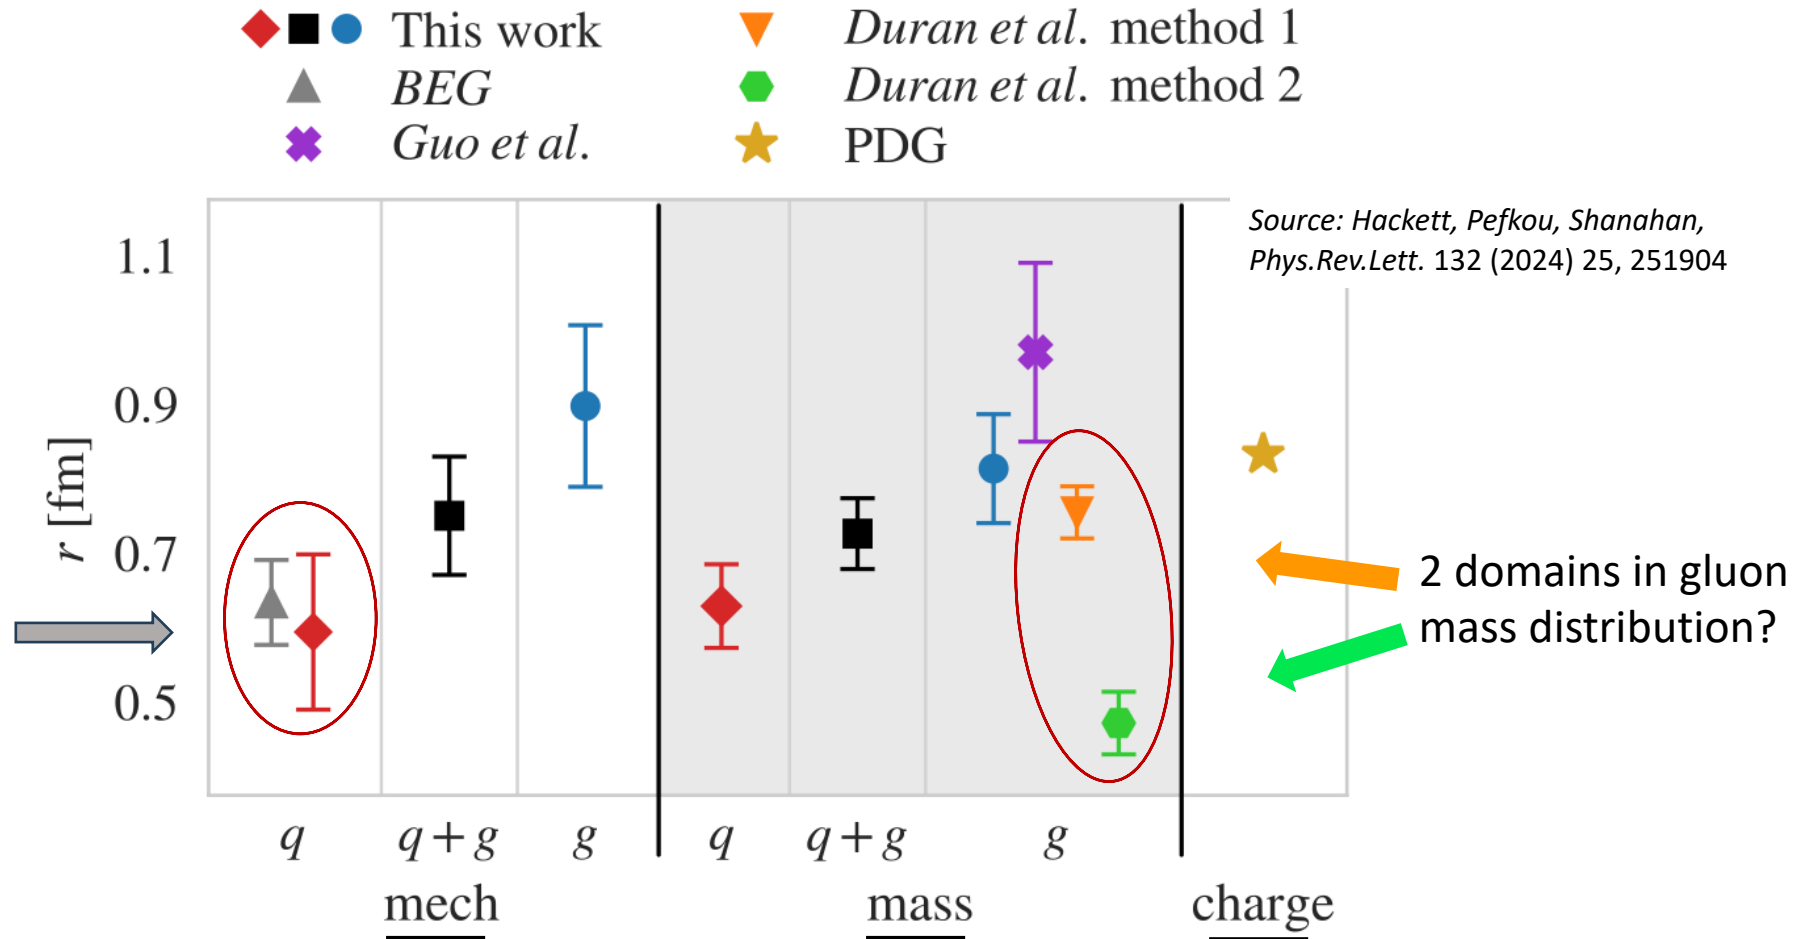 This work
BEG
Guo et al.
Duran et al. method 1
Duran et al. method 2
PDG
Source: Hackett, Pefkou, Shanahan,
Phys.Rev.Lett. 132 (2024) 25, 251904
1.1
0.9
0.7
0.5
r [fm]
2 domains in gluon
mass distribution?
q q+g g q q+g g
mech mass charge